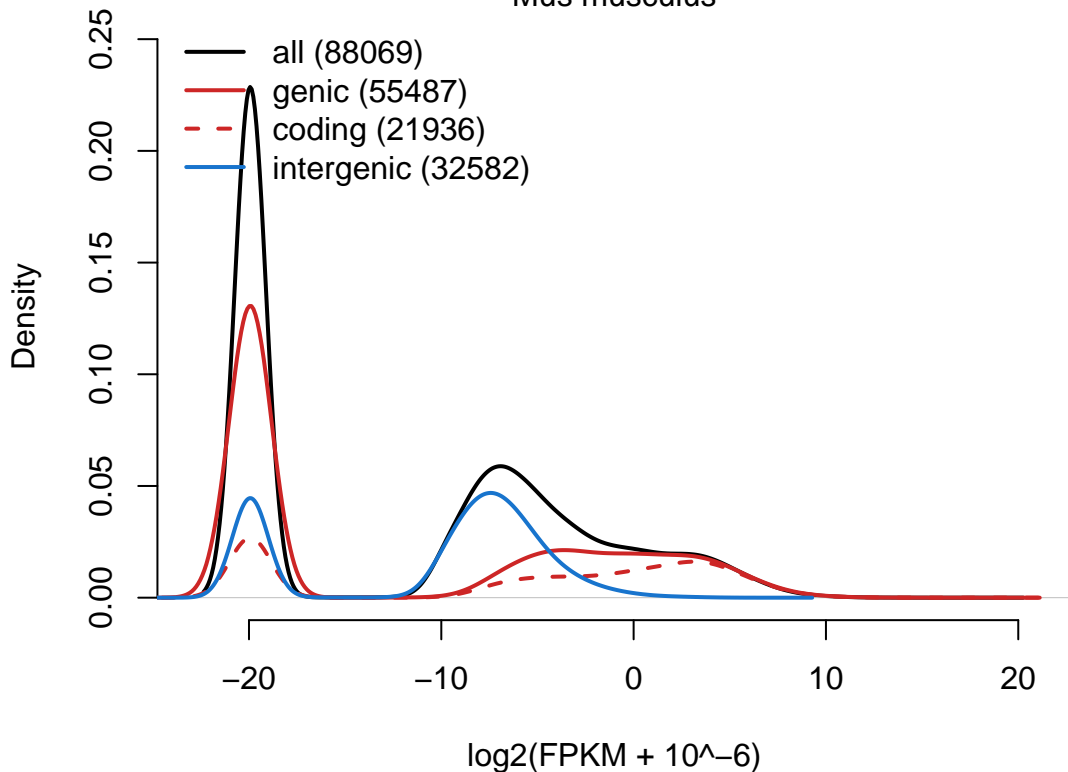 Mus musculus
all (88069)
genic (55487)
coding (21936)
intergenic (32582)
Density
0.25
0.20
0.15
0.10
0.05
0.00
−20 −10 0 10 20
log2(FPKM + 10^−6)